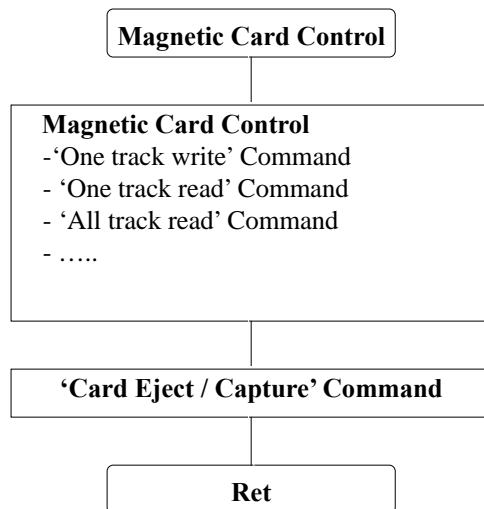 Magnetic Card Control
Magnetic Card Control
-‘One track write’ Command
- ‘One track read’ Command
- ‘All track read’ Command
- …..
‘Card Eject / Capture’ Command
Ret